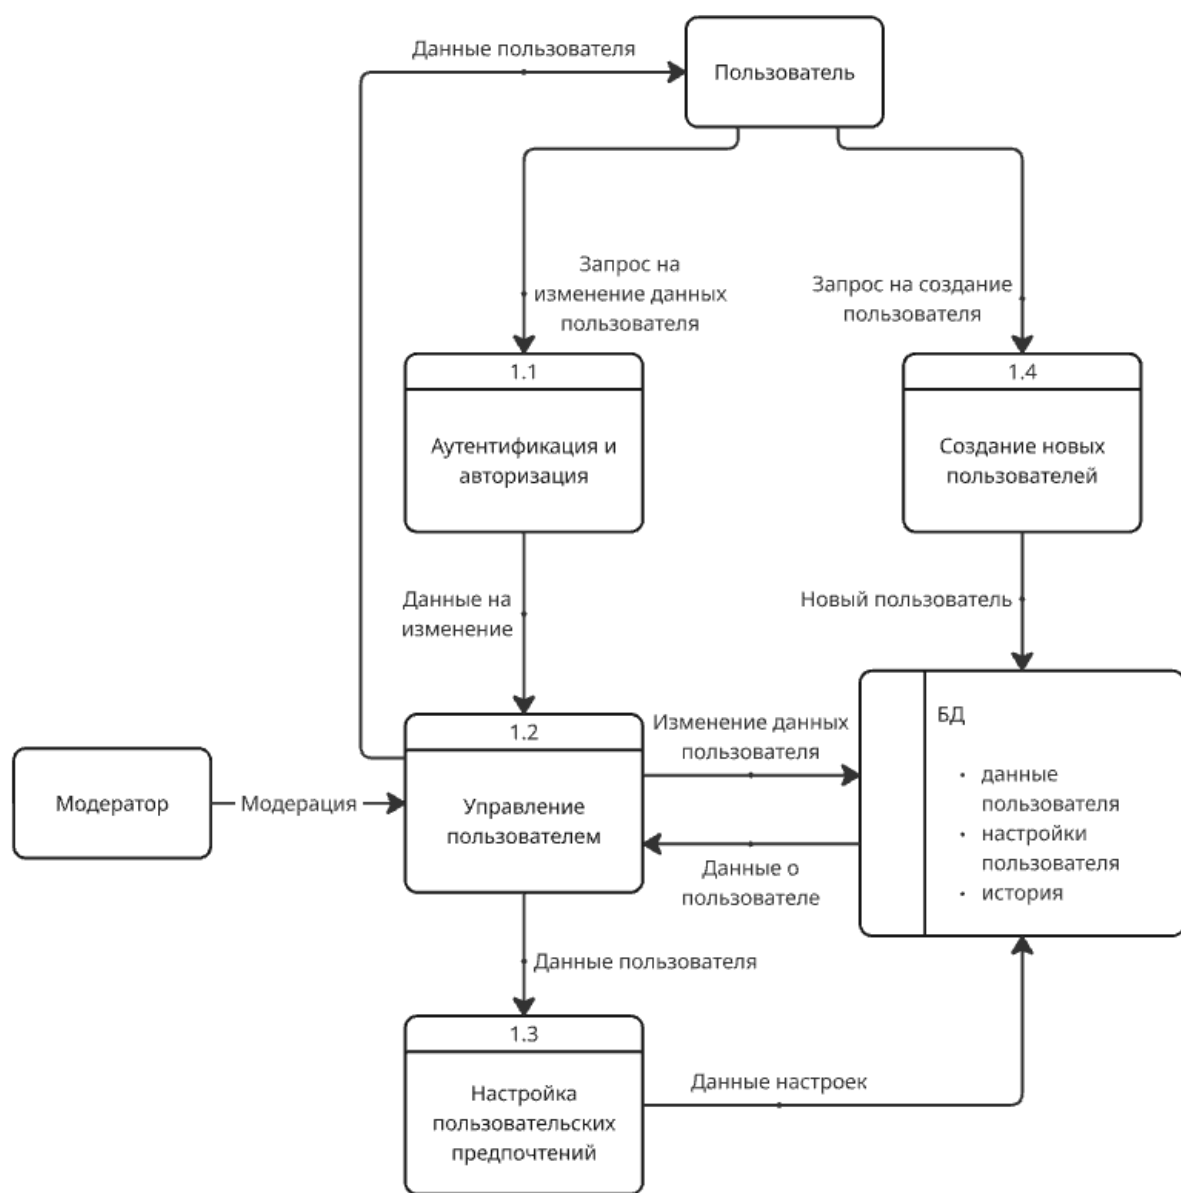 Данные пользователя
Пользователь
Запрос на
изменение данных
пользователя
Запрос на создание
пользователя
1.1
Аутентификация и
авторизация
1.4
Создание новых
пользователей
Данные на
изменение
Новый пользователь
Модератор
Модерация
1.2
Управление
пользователем
Изменение данных
пользователя
Данные о
пользователе
БД
• данные
пользователя
• настройки
пользователя
• история
Данные пользователя
1.3
Настройка
пользовательских
предпочтений
Данные настроек